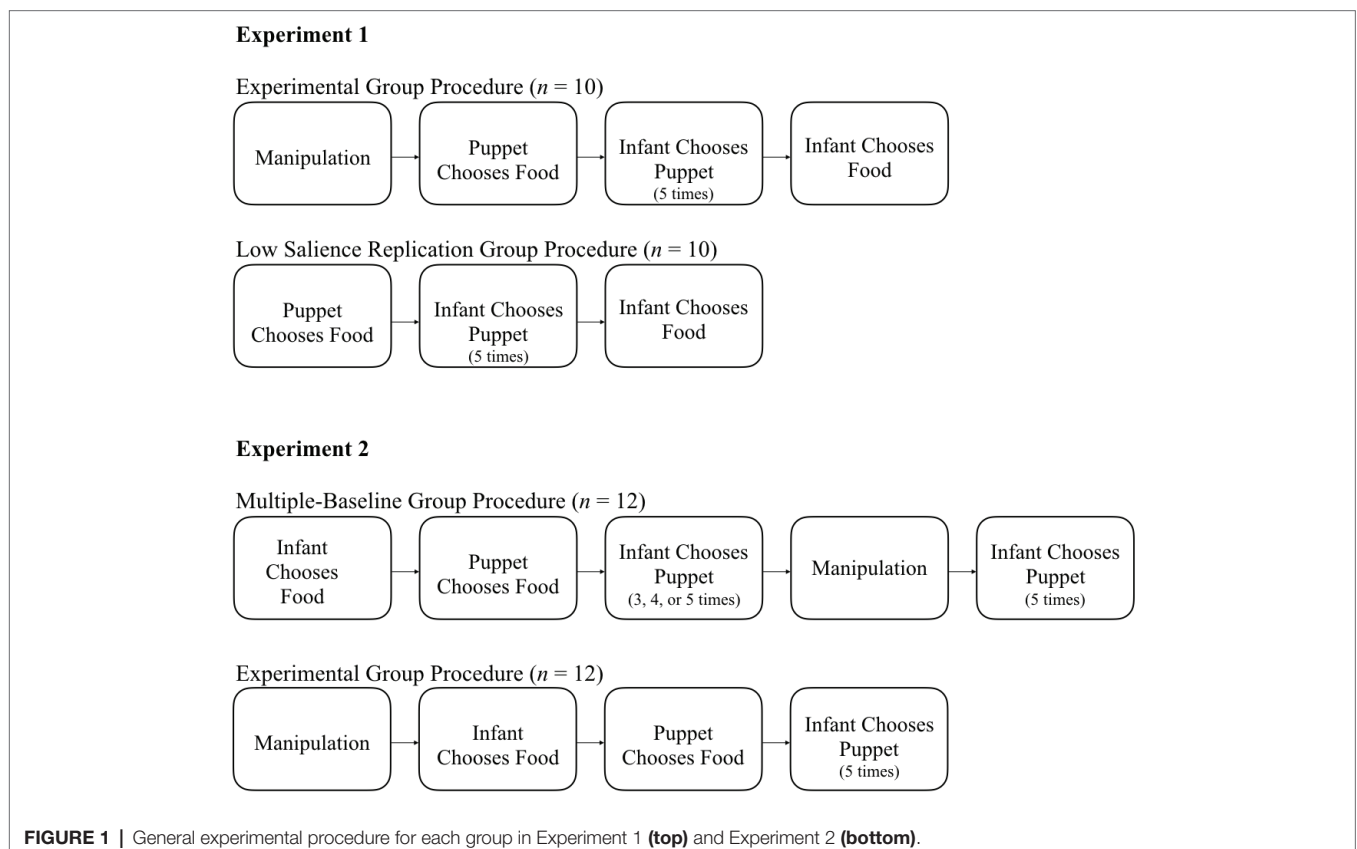 Experiment 1
Experimental Group Procedure (n = 10)
Manipulation
Puppet
Chooses Food
Infant Chooses
Puppet
(5 times)
Infant Chooses
Food
Low Salience Replication Group Procedure (n = 10)
Puppet
Chooses Food
Infant Chooses
Puppet
(5 times)
Infant Chooses
Food
Experiment 2
Multiple-Baseline Group Procedure (n = 12)
Infant
Chooses
Food
Puppet
Chooses Food
Infant Chooses
Puppet
(3, 4, or 5 times)
Manipulation
Infant Chooses
Puppet
(5 times)
Experimental Group Procedure (n = 12)
Manipulation
Infant
Chooses Food
Puppet
Chooses Food
Infant Chooses
Puppet
(5 times)
FIGURE 1 | General experimental procedure for each group in Experiment 1 (top) and Experiment 2 (bottom).